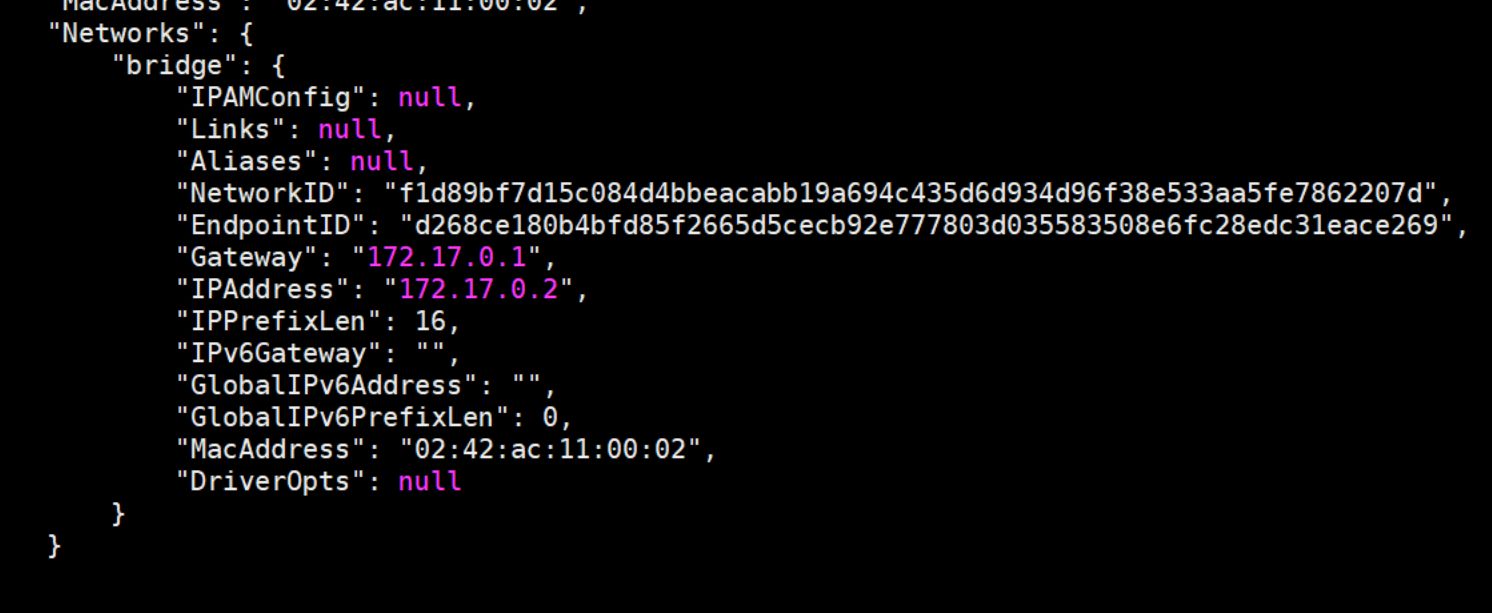 "MacAddress": "02:42:ac:11:00:02",
"Networks": {
"bridge": {
"IPAMConfig": null,
"Links": null,
"Aliases": null,
"NetworkID": "f1d89bf7d15c084d4bbeacabb19a694c435d6d934d96f38e533aa5fe7862207d",
"EndpointID": "d268ce180b4bfd85f2665d5cecb92e777803d035583508e6fc28edc31eace269",
"Gateway": "172.17.0.1",
"IPAddress": "172.17.0.2",
"IPPrefixLen": 16,
"IPv6Gateway": "",
"GlobalIPv6Address": "",
"GlobalIPv6PrefixLen": 0,
"MacAddress": "02:42:ac:11:00:02",
"DriverOpts": null
}
}